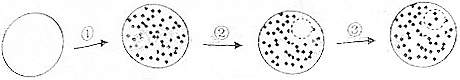 ① ② ③